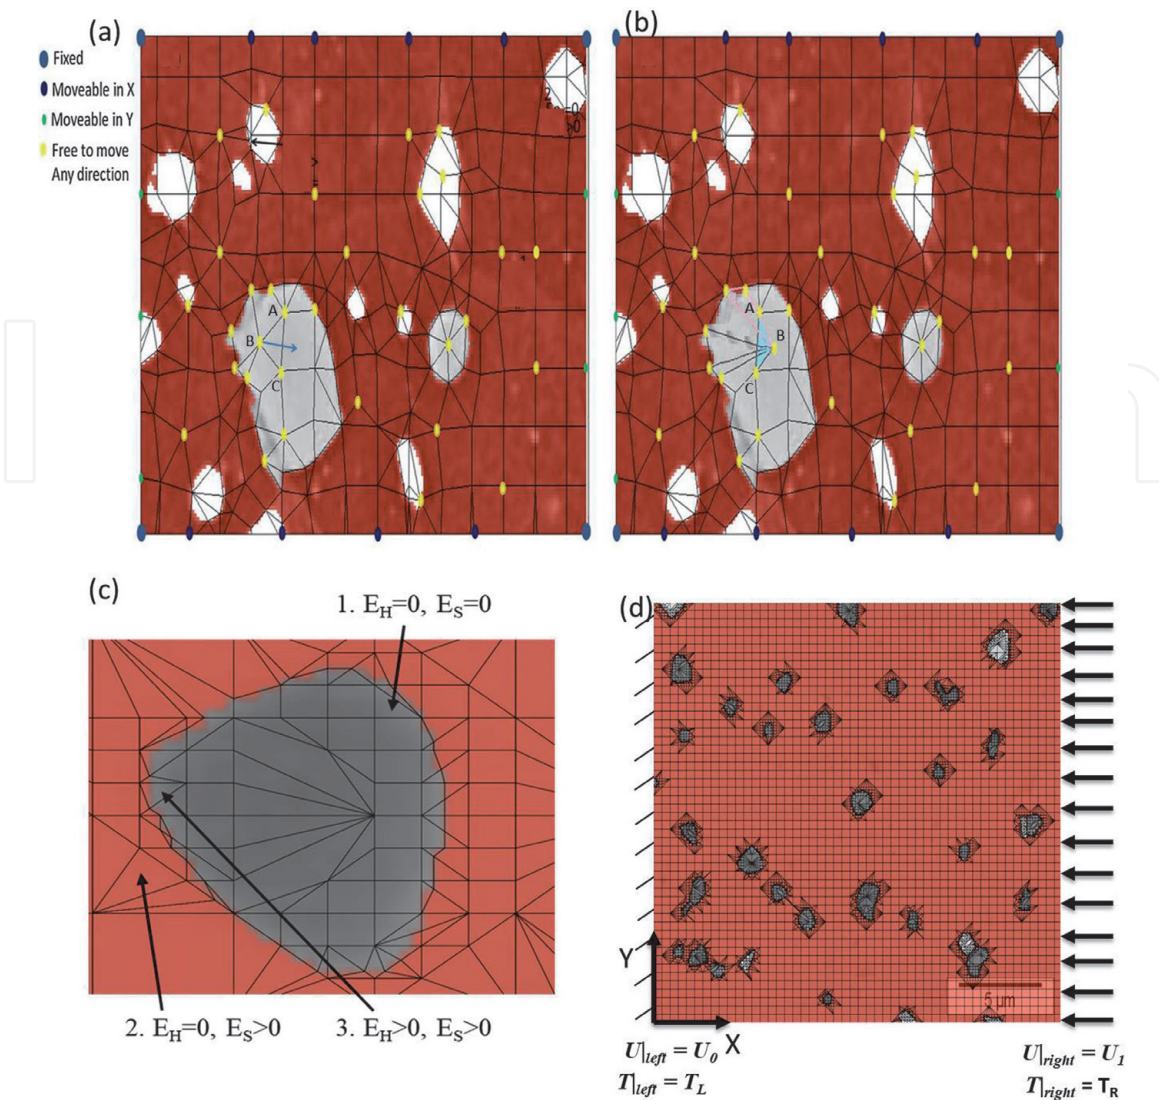 (a)
(b)
Fixed
Moveable in X
Moveable in Y
Free to move
Any direction
A
B
C
A
B
C
(c)
1. E_H=0, E_S=0
2. E_H=0, E_S>0
3. E_H>0, E_S>0
(d)
Y
X
5 µm
U|left = U0
T|left = TL
U|right = U1
T|right = TR